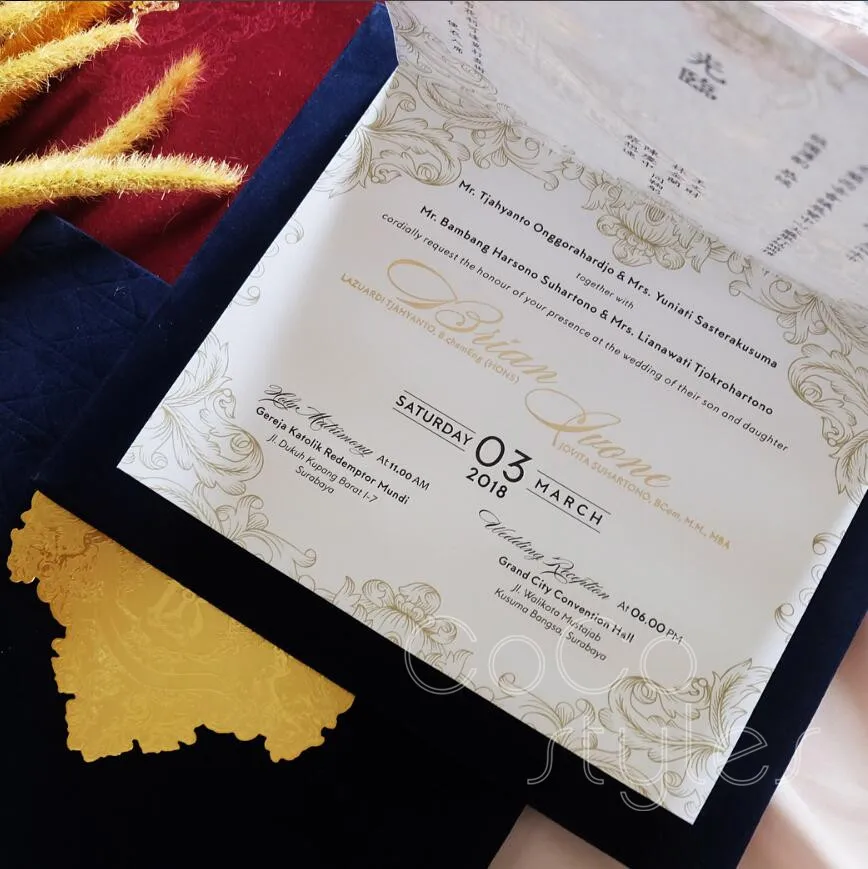 光臨
Mr. Tjahyanto Onggorahardjo & Mrs. Yuniati Sasterakusuma
together with
Mr. Bambang Harsono Suhartono & Mrs. Lianawati Tjokrohartono
cordially request the honour of your presence at the wedding of their son and daughter
Brian
LAZUARDI TJAHYANTO, B.ChemEng (HONS)
Yuone
JOVITA SUHARTONO, BCom, M.M., MBA
SATURDAY
03
MARCH
2018
Holy Matrimony At 11.00 AM
Gereja Katolik Redemptor Mundi
Jl. Dukuh Kupang Barat I-7
Surabaya
Wedding Reception At 06.00 PM
Grand City Convention Hall
Jl. Walikota Mustajab
Kusuma Bangsa, Surabaya
COCO
styles